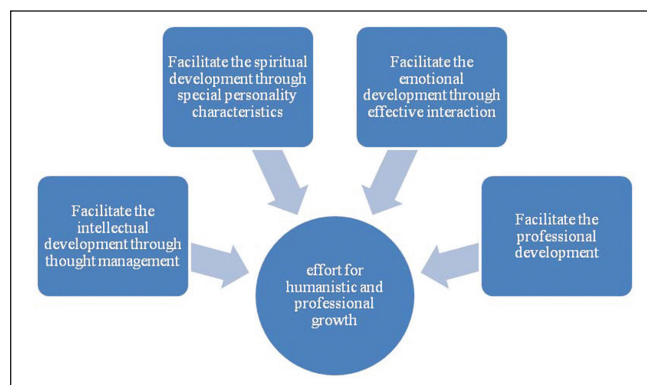 Facilitate the spiritual
development through
special personality
characteristics
Facilitate the
emotional
development through
effective interaction
Facilitate the
intellectual
development through
thought management
Facilitate the
professional
development
effort for
humanistic and
professional
growth